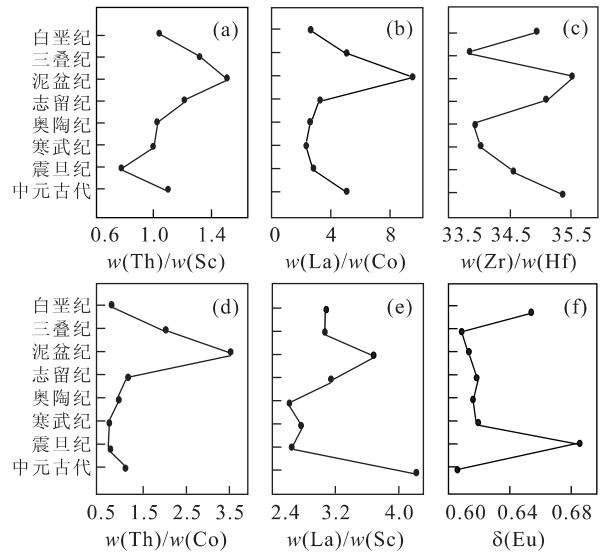 (a)
(b)
(c)
白垩纪
三叠纪
泥盆纪
志留纪
奥陶纪
寒武纪
震旦纪
中元古代
0.6 1.0 1.4
0 4 8
33.5 34.5 35.5
w(Th)/w(Sc)
w(La)/w(Co)
w(Zr)/w(Hf)
(d)
(e)
(f)
白垩纪
三叠纪
泥盆纪
志留纪
奥陶纪
寒武纪
震旦纪
中元古代
0.5 1.5 2.5 3.5
2.4 3.2 4.0
0.60 0.64 0.68
w(Th)/w(Co)
w(La)/w(Sc)
δ(Eu)